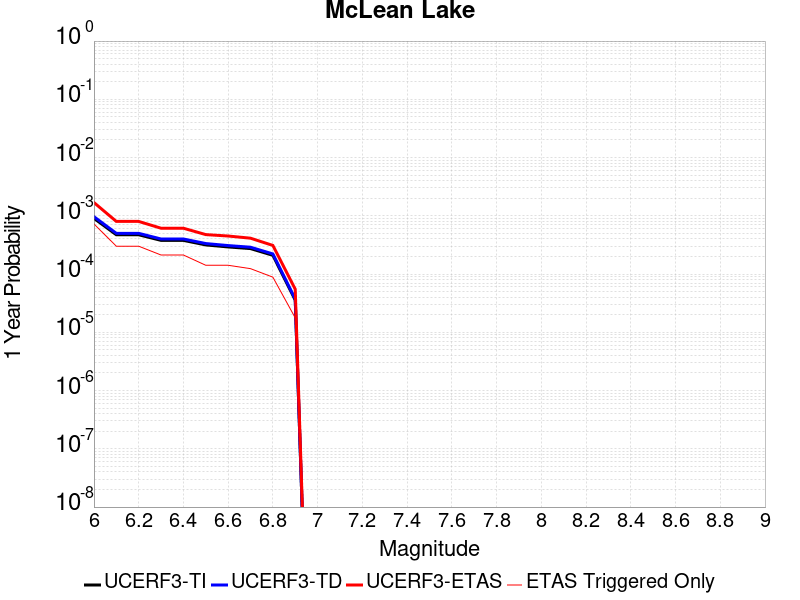 McLean Lake
10^0
10^-1
10^-2
10^-3
10^-4
10^-5
10^-6
10^-7
10^-8
1 Year Probability
6 6.2 6.4 6.6 6.8 7 7.2 7.4 7.6 7.8 8 8.2 8.4 8.6 8.8 9
Magnitude
UCERF3-TI UCERF3-TD UCERF3-ETAS ETAS Triggered Only